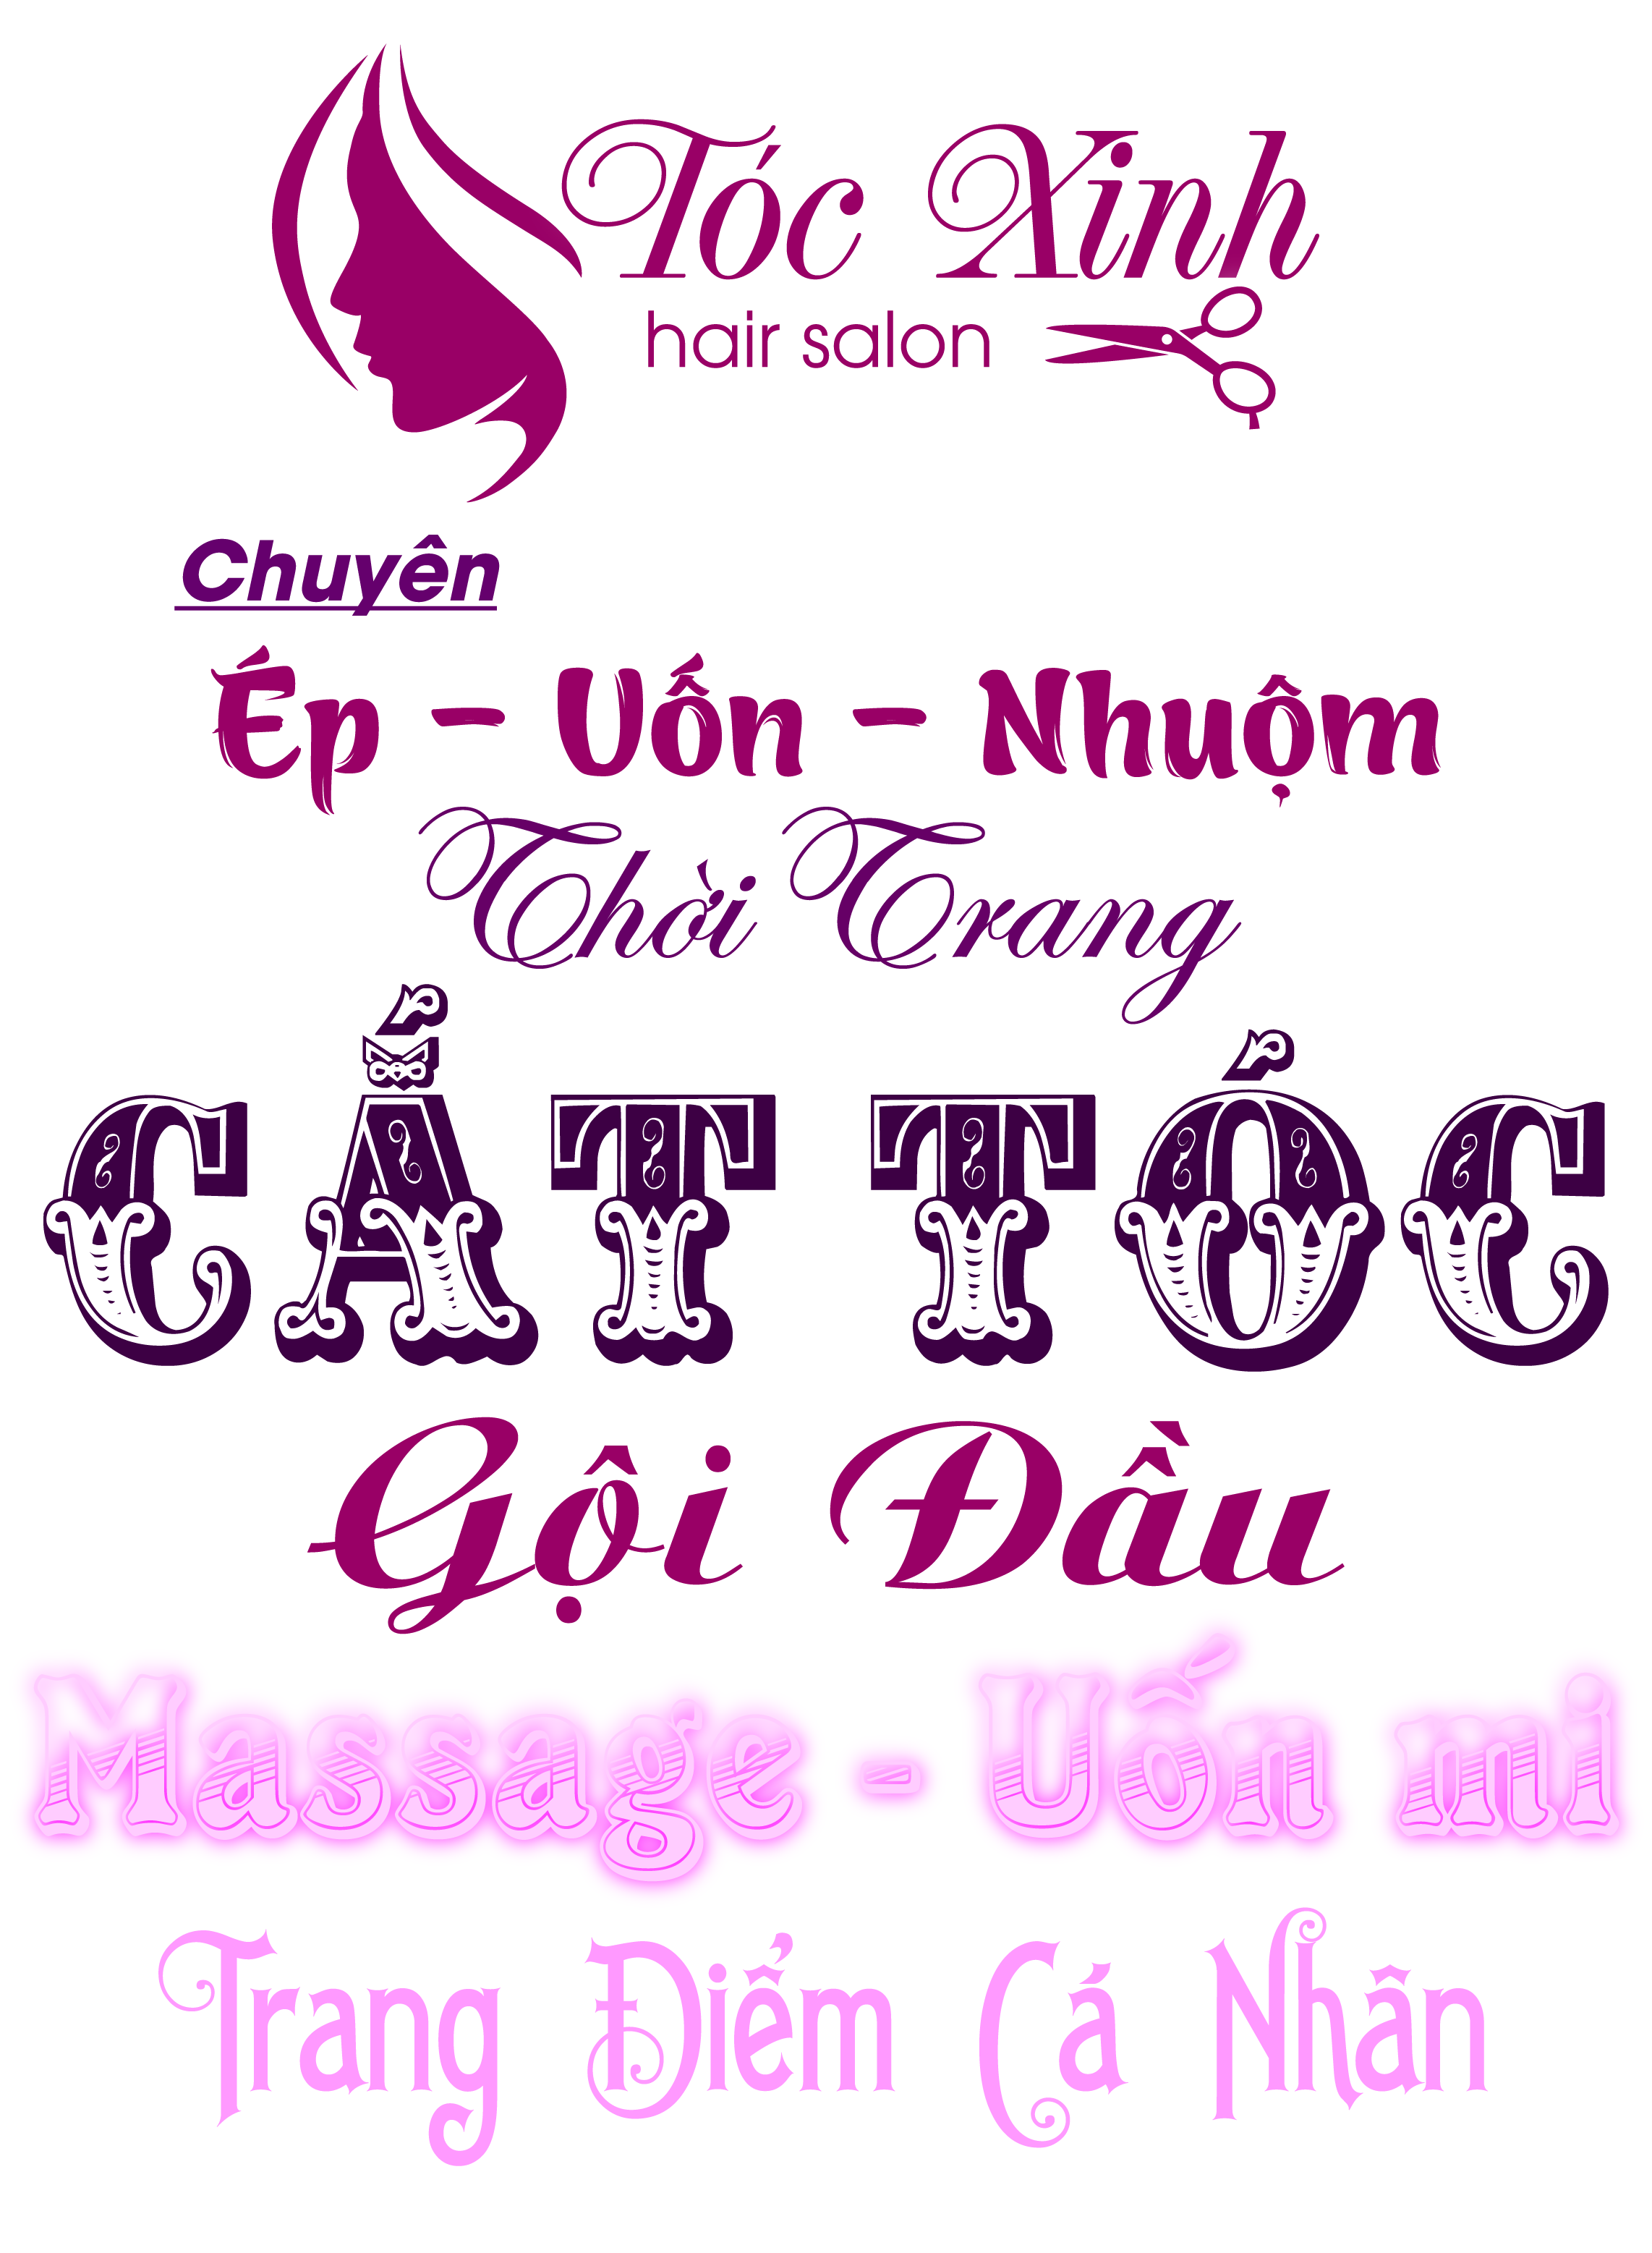 Tóc Xinh
hair salon
Chuyên
Ép - Uốn - Nhuộm
Thời Trang
CẮT TÓC
Gội Đầu
Massage - Uốn mi
Trang Điểm Cá Nhân